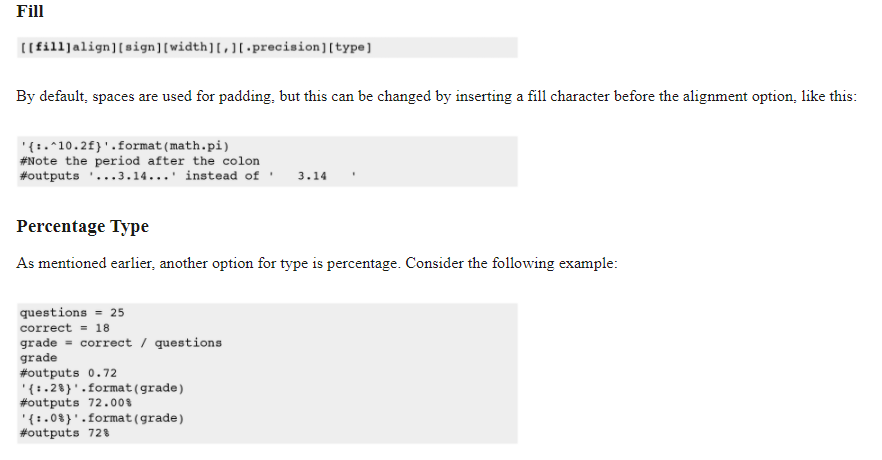 Fill
[[fill]align][sign][width][,][.precision][type]
By default, spaces are used for padding, but this can be changed by inserting a fill character before the alignment option, like this:
'{:.^10.2f}'.format(math.pi)
#Note the period after the colon
#outputs '...3.14...' instead of '   3.14   '
Percentage Type
As mentioned earlier, another option for type is percentage. Consider the following example:
questions = 25
correct = 18
grade = correct / questions
grade
#outputs 0.72
'{:.2%}'.format(grade)
#outputs 72.00%
'{:.0%}'.format(grade)
#outputs 72%